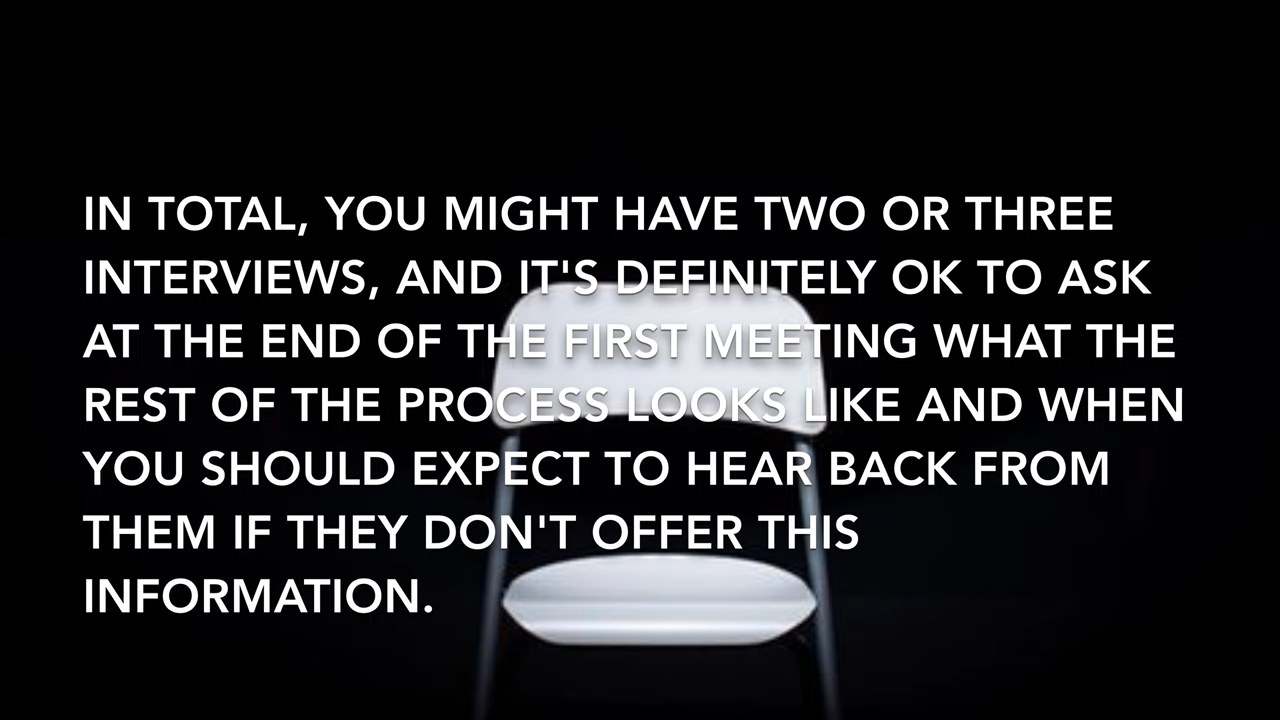 IN TOTAL, YOU MIGHT HAVE TWO OR THREE
INTERVIEWS, AND IT'S DEFINITELY OK TO ASK
AT THE END OF THE FIRST MEETING WHAT THE
REST OF THE PROCESS LOOKS LIKE AND WHEN
YOU SHOULD EXPECT TO HEAR BACK FROM
THEM IF THEY DON'T OFFER THIS
INFORMATION.